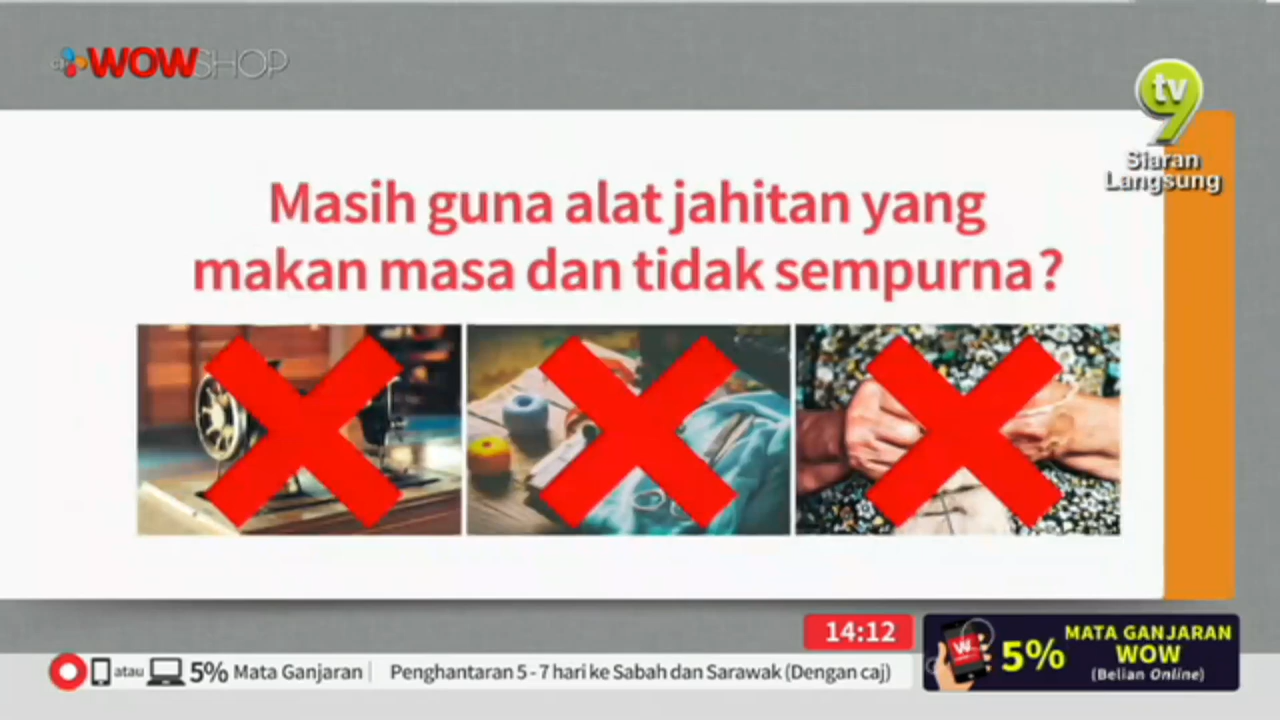 CJ WOWSHOP
tv9
Siaran
Langsung
Masih guna alat jahitan yang
makan masa dan tidak sempurna?
14:12
atau 5% Mata Ganjaran
Penghantaran 5 - 7 hari ke Sabah dan Sarawak (Dengan caj)
W
5%
MATA GANJARAN
WOW
(Belian Online)